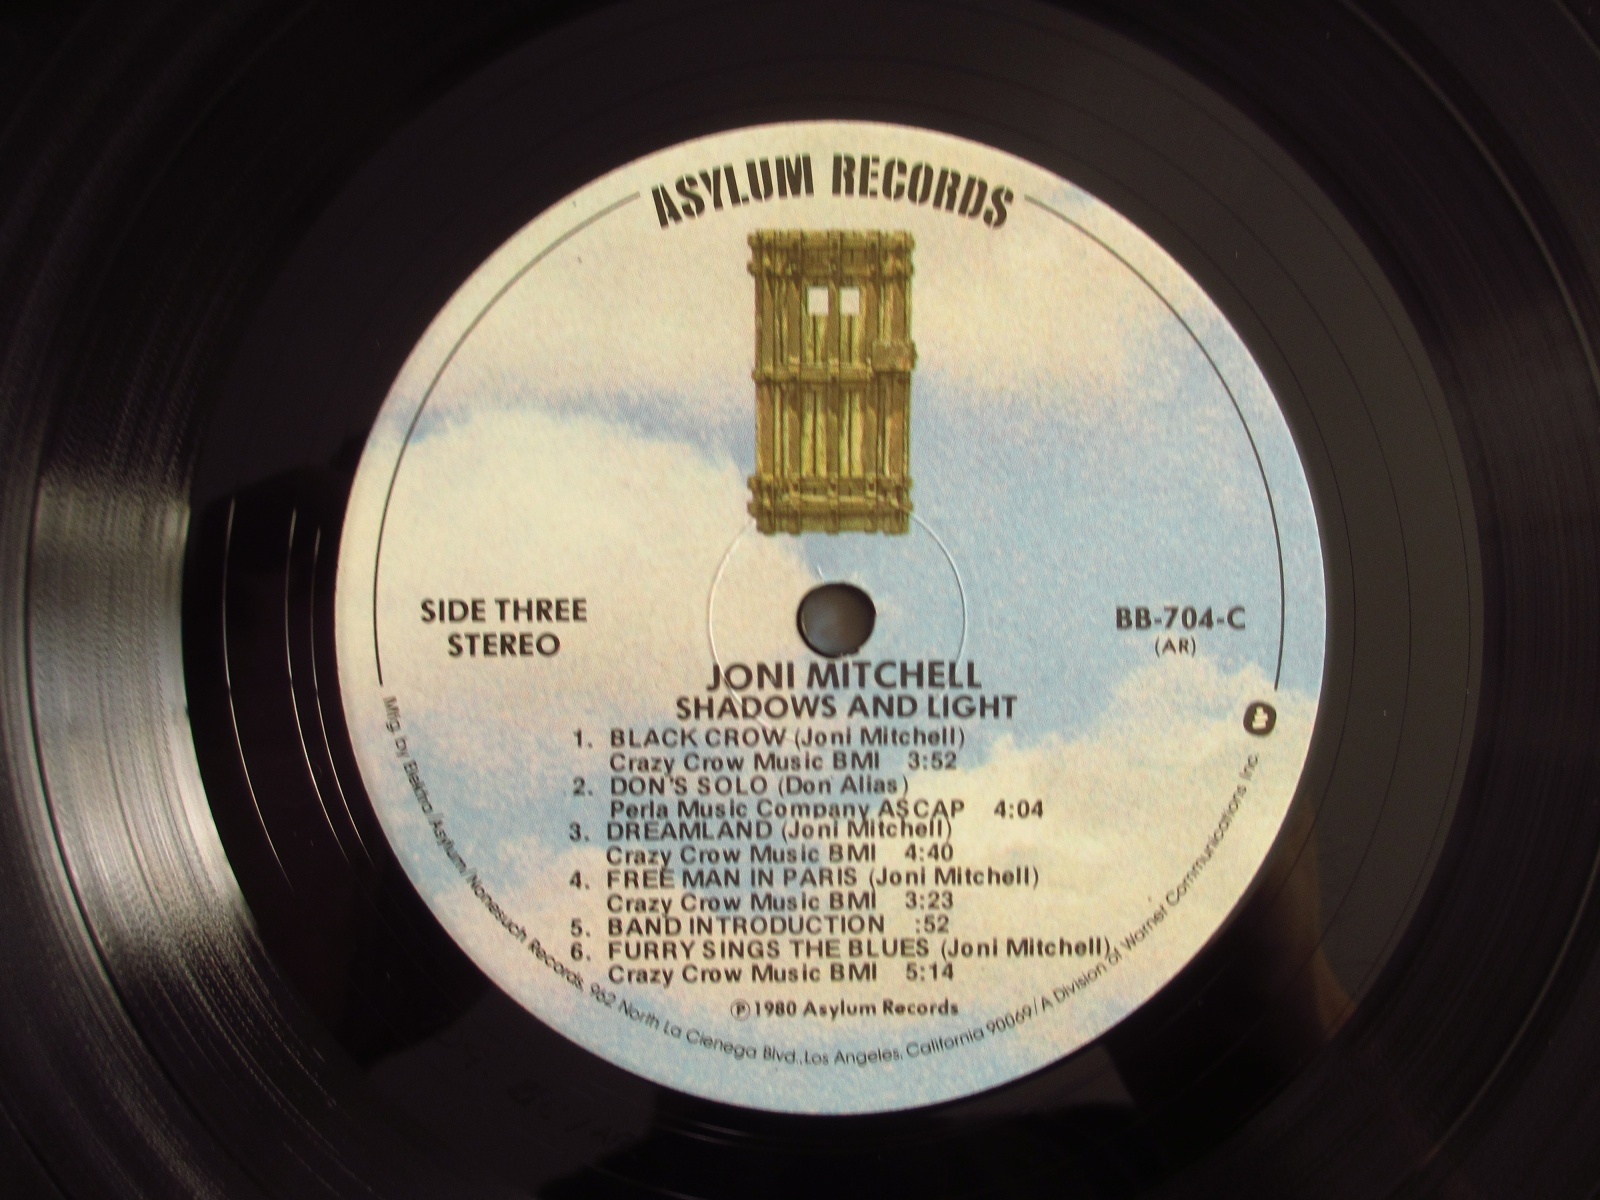 ASYLUM RECORDS
SIDE THREE
STEREO
BB-704-C
(AR)
JONI MITCHELL
SHADOWS AND LIGHT
1. BLACK CROW (Joni Mitchell)
Crazy Crow Music BMI 3:52
2. DON'S SOLO (Don Alias)
Perla Music Company ASCAP 4:04
3. DREAMLAND (Joni Mitchell)
Crazy Crow Music BMI 4:40
4. FREE MAN IN PARIS (Joni Mitchell)
Crazy Crow Music BMI 3:23
5. BAND INTRODUCTION :52
6. FURRY SINGS THE BLUES (Joni Mitchell)
Crazy Crow Music BMI 5:14
℗1980 Asylum Records
Mfg. by Elektra/Asylum/Nonesuch Records, 962 North La Cienega Blvd., Los Angeles, California 90069/A Division of Warner Communications Inc.